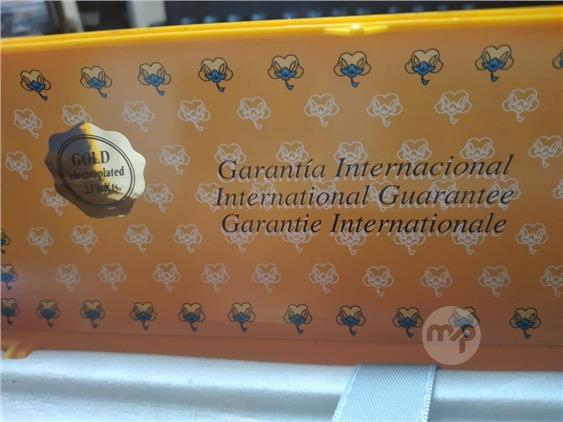 GOLD
electroplated
Garantía Internacional
International Guarantee
Garantie Internationale